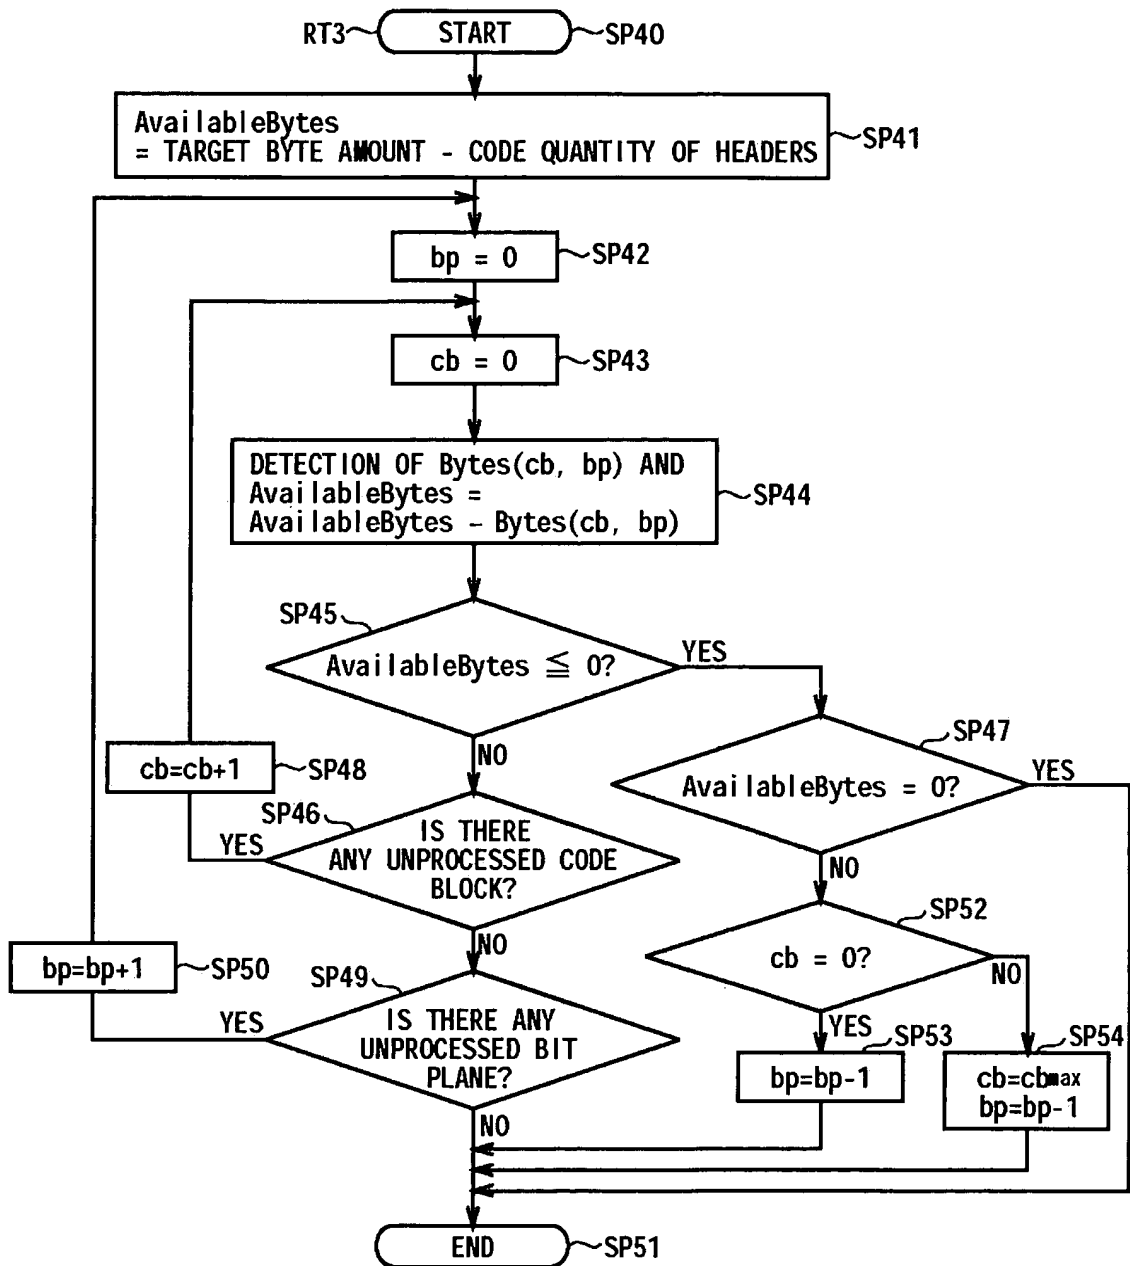 RT3
START
SP40
AvailableBytes
= TARGET BYTE AMOUNT - CODE QUANTITY OF HEADERS
SP41
bp = 0
SP42
cb = 0
SP43
DETECTION OF Bytes(cb, bp) AND
AvailableBytes =
AvailableBytes - Bytes(cb, bp)
SP44
SP45
AvailableBytes ≦ 0?
YES
NO
SP47
AvailableBytes = 0?
YES
NO
cb=cb+1
SP48
SP46
IS THERE
ANY UNPROCESSED CODE
BLOCK?
YES
NO
SP52
cb = 0?
NO
YES
bp=bp+1
SP50
SP49
IS THERE ANY
UNPROCESSED BIT
PLANE?
YES
NO
SP53
bp=bp-1
SP54
cb=cbmax
bp=bp-1
END
SP51